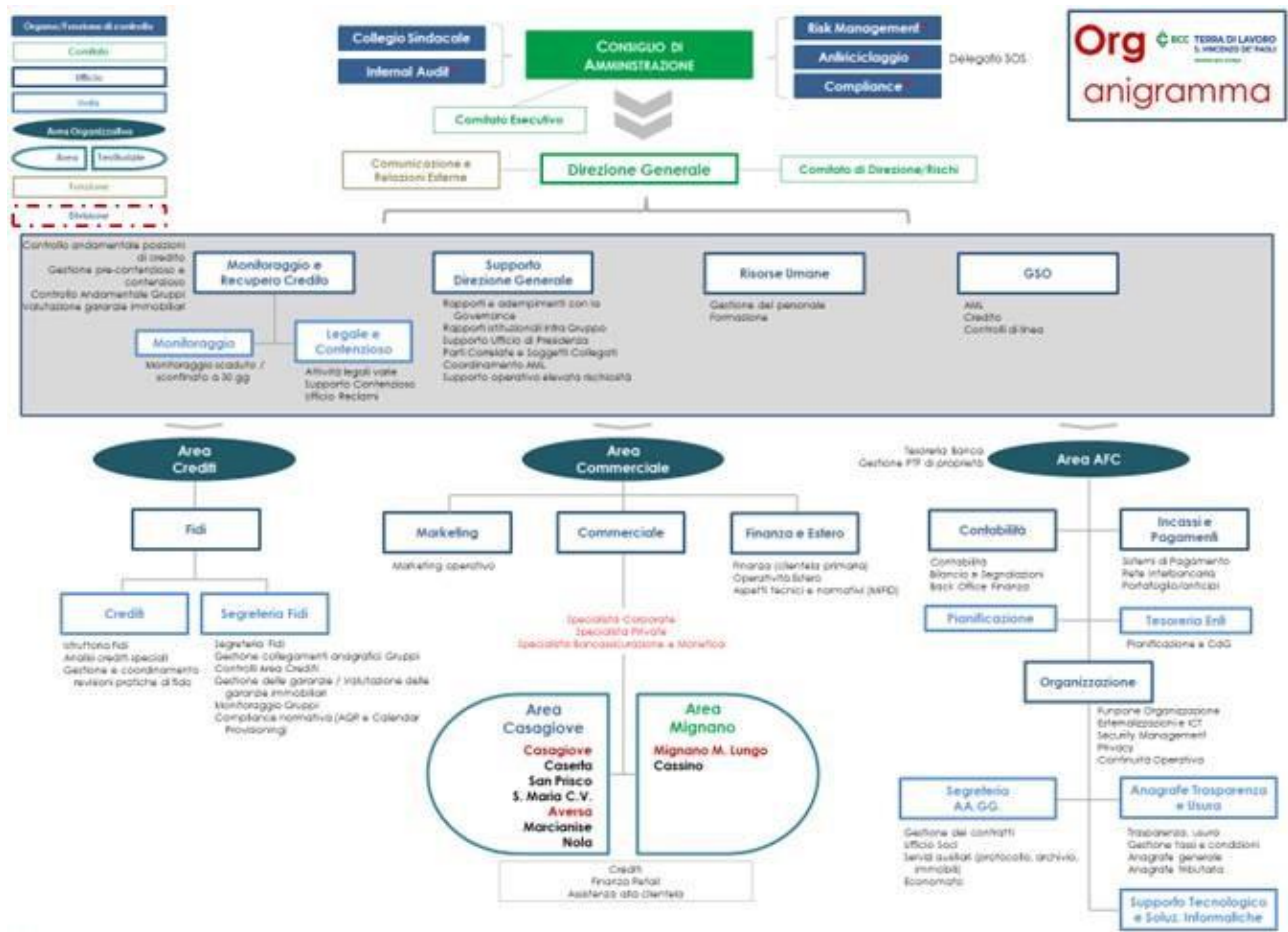 Organo/Funzione di controllo
Comitato
Ufficio
Unità
Area Organizzativa
Area Territoriale
Funzione
Divisione
Collegio Sindacale
Internal Audit
CONSIGLIO DI
AMMINISTRAZIONE
Risk Management
Antiriciclaggio
Compliance
Delegato SOS
Org
anigramma
BCC TERRA DI LAVORO
S. VINCENZO DE' PAOLI
Comitato Esecutivo
Comunicazione e
Relazioni Esterne
Direzione Generale
Comitato di Direzione/Rischi
Controllo andamentale posizioni
di credito
Gestione pre-contenzioso e
contenzioso
Controllo Andamentale Gruppi
Valutazione garanzie immobiliari
Monitoraggio e
Recupero Credito
Monitoraggio
Monitoraggio scaduto /
sconfinato a 30 gg
Legale e
Contenzioso
Attività legali varie
Supporto Contenzioso
Ufficio Reclami
Supporto
Direzione Generale
Rapporti e adempimenti con la
Governance
Rapporti istituzionali Infra Gruppo
Supporto Ufficio di Presidenza
Parti Correlate e Soggetti Collegati
Coordinamento AML
Supporto operativo elevata rischiosità
Risorse Umane
Gestione del personale
Formazione
GSO
AML
Credito
Controlli di linea
Area
Crediti
Fidi
Crediti
Istruttoria Fidi
Analisi crediti speciali
Gestione e coordinamento
revisioni pratiche di fido
Segreteria Fidi
Segreteria Fidi
Gestione collegamenti anagrafici Gruppi
Controlli Area Crediti
Gestione delle garanzie / Valutazione delle
garanzie immobiliari
Monitoraggio Gruppi
Compliance normativa (AQR e Calendar
Provisioning)
Area
Commerciale
Marketing
Marketing operativo
Commerciale
Finanza e Estero
Finanza (clientela primaria)
Operatività Estero
Aspetti tecnici e normativi (MIFID)
Specialista Corporate
Specialista Private
Specialista Bancassicurazione e Monetica
Area
Casagiove
Casagiove
Caserta
San Prisco
S. Maria C.V.
Aversa
Marcianise
Nola
Area
Mignano
Mignano M. Lungo
Cassino
Crediti
Finanza Retail
Assistenza alla clientela
Tesoreria Banca
Gestione PTF di proprietà
Area AFC
Contabilità
Contabilità
Bilancio e Segnalazioni
Back Office Finanza
Incassi e
Pagamenti
Sistemi di Pagamento
Rete Interbancaria
Portafoglio/anticipi
Pianificazione
Tesoreria Enti
Pianificazione e CdG
Organizzazione
Funzione Organizzazione
Esternalizzazioni e ICT
Security Management
Privacy
Continuità Operativa
Segreteria
AA.GG.
Gestione dei contratti
Ufficio Soci
Servizi ausiliari (protocollo, archivio,
immobili)
Economato
Anagrafe Trasparenza
e Usura
Trasparenza, usura
Gestione tassi e condizioni
Anagrafe generale
Anagrafe tributaria
Supporto Tecnologico
e Soluz. Informatiche